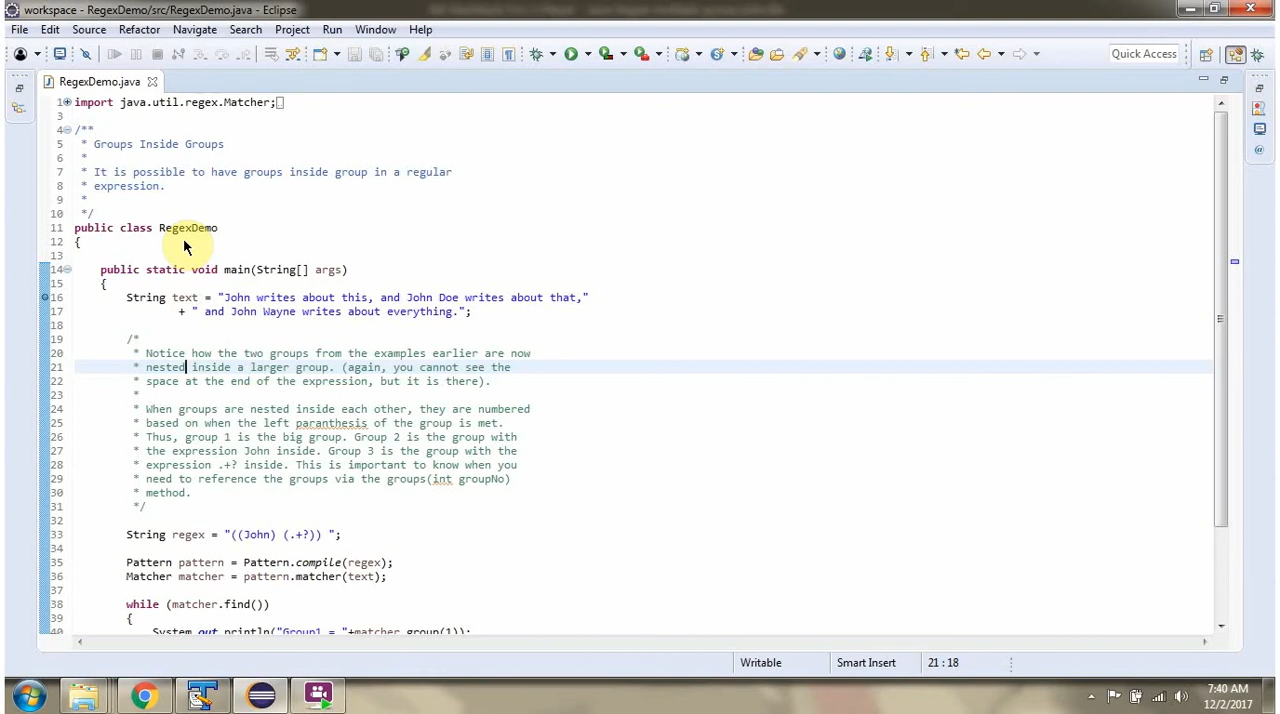 workspace - RegexDemo/src/RegexDemo.java - Eclipse
File Edit Source Refactor Navigate Search Project Run Window Help
Quick Access
RegexDemo.java
1 import java.util.regex.Matcher;
3
4 /**
5 * Groups Inside Groups
6 *
7 * It is possible to have groups inside group in a regular
8 * expression.
9 *
10 */
11 public class RegexDemo
12 {
13
14 public static void main(String[] args)
15 {
16 String text = "John writes about this, and John Doe writes about that,"
17 + " and John Wayne writes about everything.";
18
19 /*
20 * Notice how the two groups from the examples earlier are now
21 * nested inside a larger group. (again, you cannot see the
22 * space at the end of the expression, but it is there).
23 *
24 * When groups are nested inside each other, they are numbered
25 * based on when the left paranthesis of the group is met.
26 * Thus, group 1 is the big group. Group 2 is the group with
27 * the expression John inside. Group 3 is the group with the
28 * expression .+? inside. This is important to know when you
29 * need to reference the groups via the groups(int groupNo)
30 * method.
31 */
32
33 String regex = "((John) (.+?)) ";
34
35 Pattern pattern = Pattern.compile(regex);
36 Matcher matcher = pattern.matcher(text);
37
38 while (matcher.find())
39 {
40 System.out.println("Group1 = "+matcher.group(1));
Writable Smart Insert 21 : 18
7:40 AM
12/2/2017